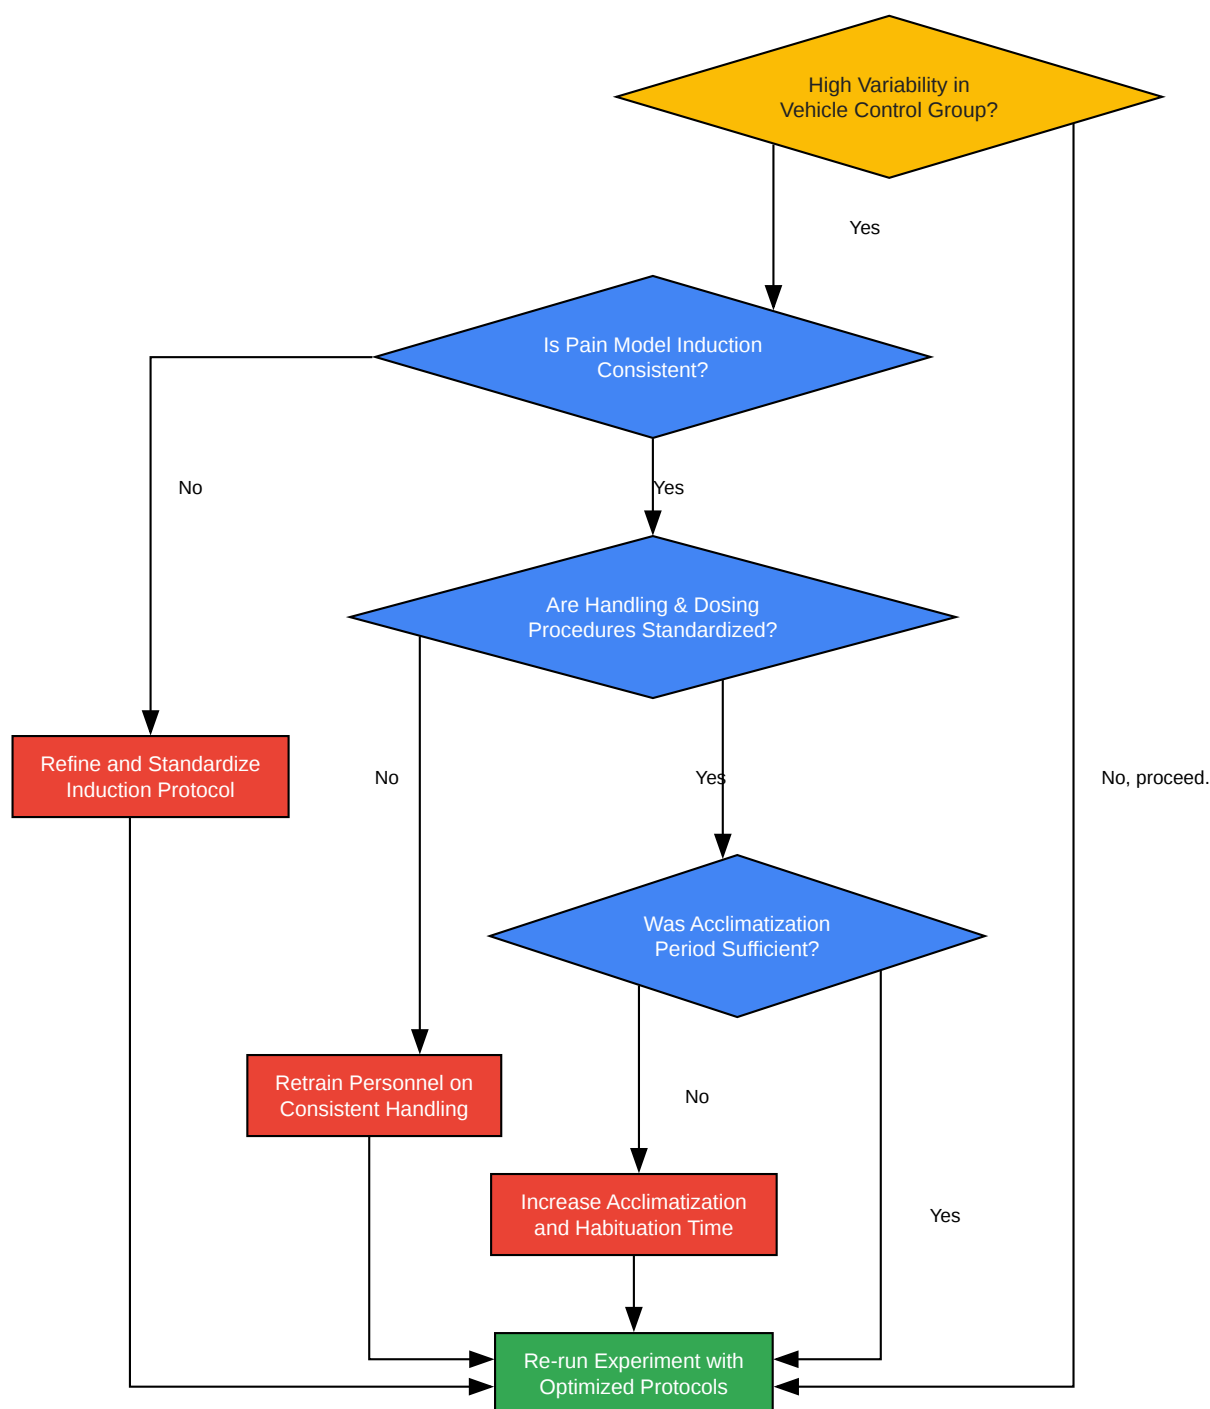 High Variability in
Vehicle Control Group?
Yes
Is Pain Model Induction
Consistent?
No
Yes
Are Handling & Dosing
Procedures Standardized?
Refine and Standardize
Induction Protocol
No
Yes
No, proceed.
Was Acclimatization
Period Sufficient?
Retrain Personnel on
Consistent Handling
No
Increase Acclimatization
and Habituation Time
Yes
Re-run Experiment with
Optimized Protocols